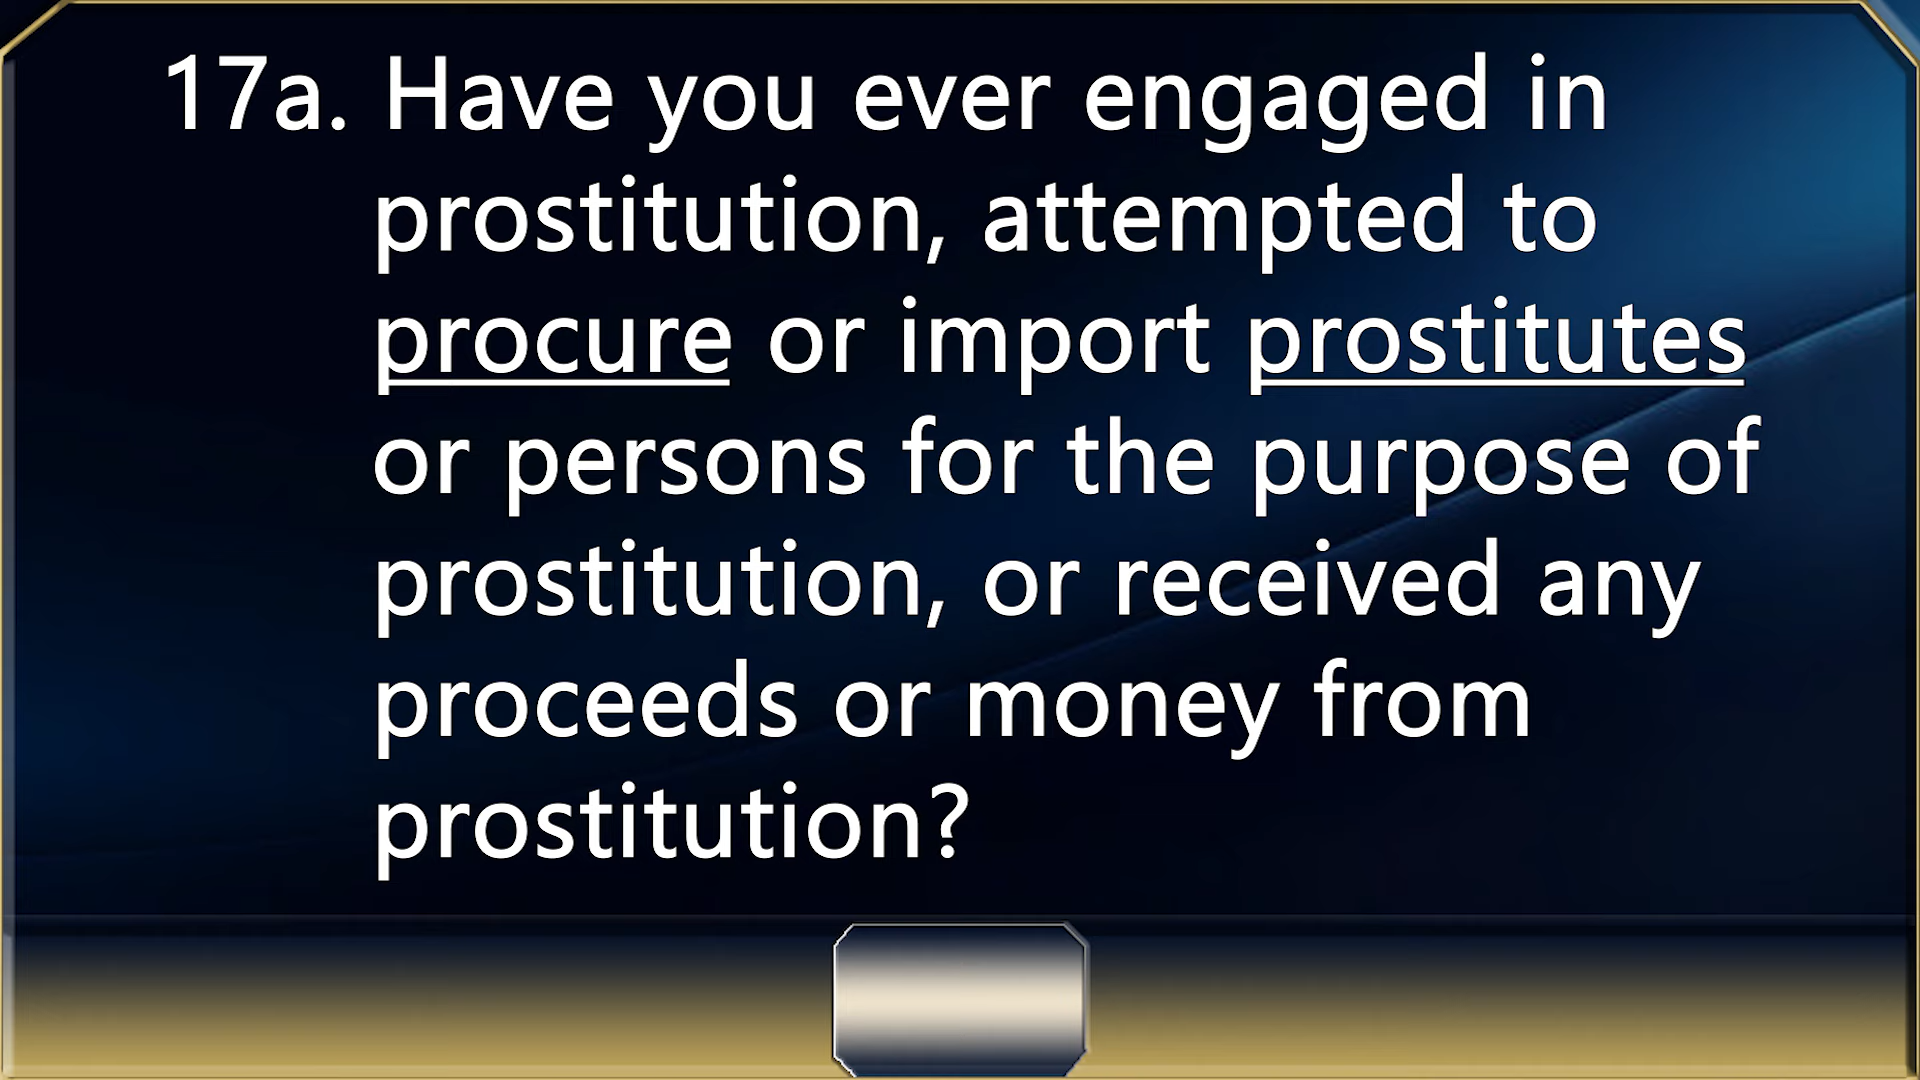 17a. Have you ever engaged in
prostitution, attempted to
procure or import prostitutes
or persons for the purpose of
prostitution, or received any
proceeds or money from
prostitution?